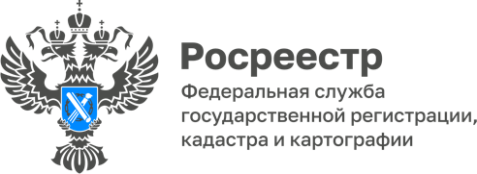 Росреестр
Федеральная служба
государственной регистрации,
кадастра и картографии